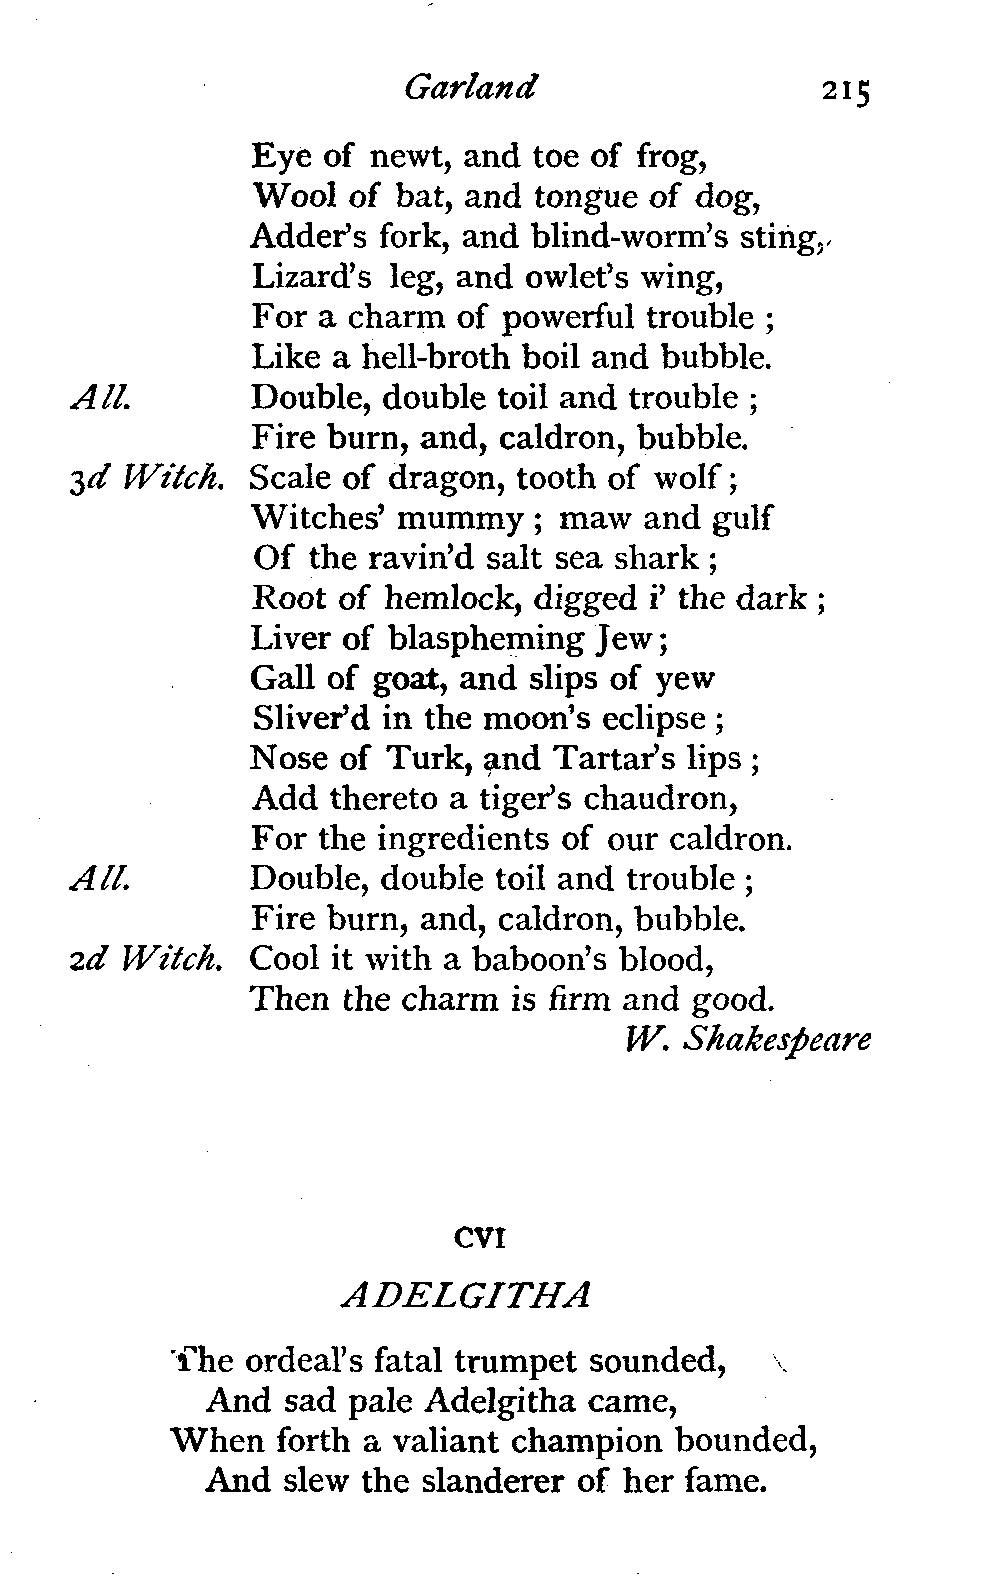 Garland 215
Eye of newt, and toe of frog,
Wool of bat, and tongue of dog,
Adder's fork, and blind-worm's sting,
Lizard's leg, and owlet's wing,
For a charm of powerful trouble ;
Like a hell-broth boil and bubble.
All. Double, double toil and trouble ;
Fire burn, and, caldron, bubble.
3d Witch. Scale of dragon, tooth of wolf ;
Witches' mummy ; maw and gulf
Of the ravin'd salt sea shark ;
Root of hemlock, digged i' the dark ;
Liver of blaspheming Jew ;
Gall of goat, and slips of yew
Sliver'd in the moon's eclipse ;
Nose of Turk, and Tartar's lips ;
Add thereto a tiger's chaudron,
For the ingredients of our caldron.
All. Double, double toil and trouble ;
Fire burn, and, caldron, bubble.
2d Witch. Cool it with a baboon's blood,
Then the charm is firm and good.
W. Shakespeare
CVI
ADELGITHA
The ordeal's fatal trumpet sounded,
And sad pale Adelgitha came,
When forth a valiant champion bounded,
And slew the slanderer of her fame.